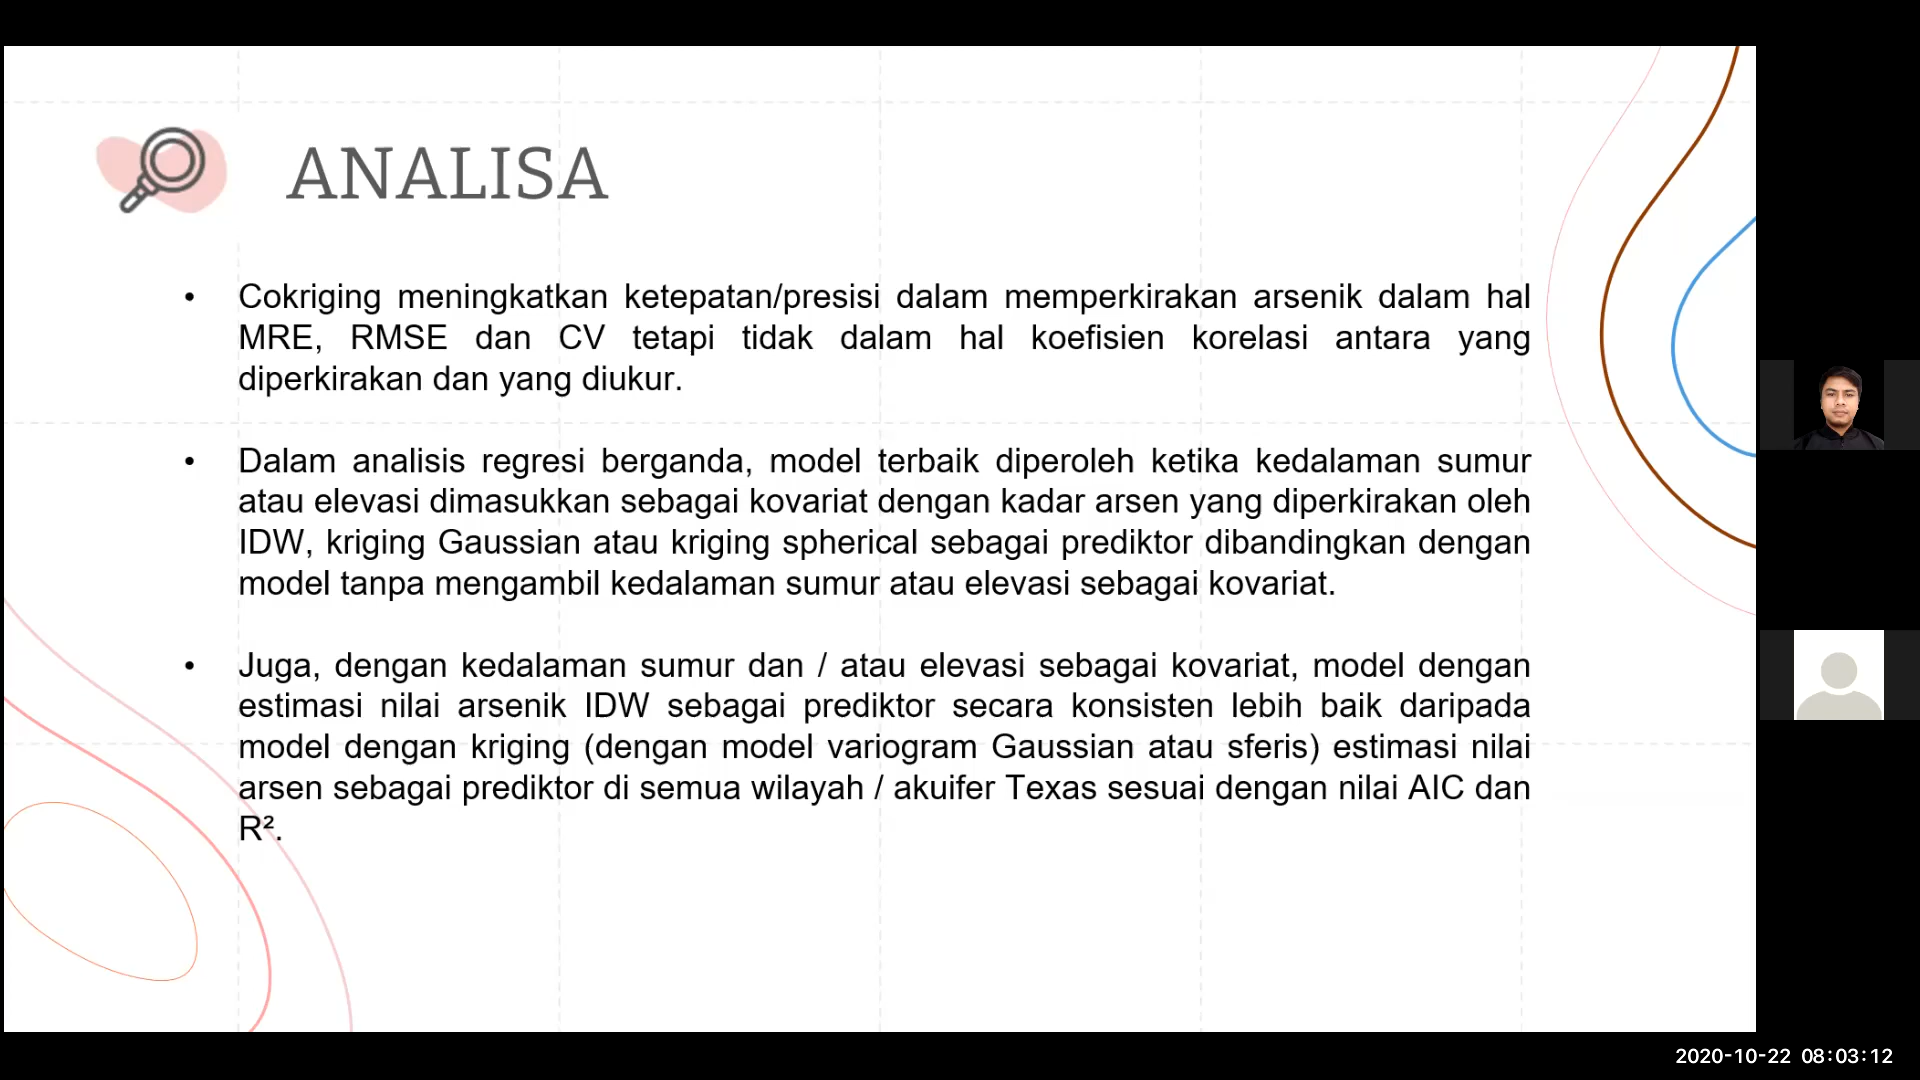 ANALISA
• Cokriging meningkatkan ketepatan/presisi dalam memperkirakan arsenik dalam hal
MRE, RMSE dan CV tetapi tidak dalam hal koefisien korelasi antara yang
diperkirakan dan yang diukur.
• Dalam analisis regresi berganda, model terbaik diperoleh ketika kedalaman sumur
atau elevasi dimasukkan sebagai kovariat dengan kadar arsen yang diperkirakan oleh
IDW, kriging Gaussian atau kriging spherical sebagai prediktor dibandingkan dengan
model tanpa mengambil kedalaman sumur atau elevasi sebagai kovariat.
• Juga, dengan kedalaman sumur dan / atau elevasi sebagai kovariat, model dengan
estimasi nilai arsenik IDW sebagai prediktor secara konsisten lebih baik daripada
model dengan kriging (dengan model variogram Gaussian atau sferis) estimasi nilai
arsen sebagai prediktor di semua wilayah / akuifer Texas sesuai dengan nilai AIC dan
R².
2020-10-22 08:03:12